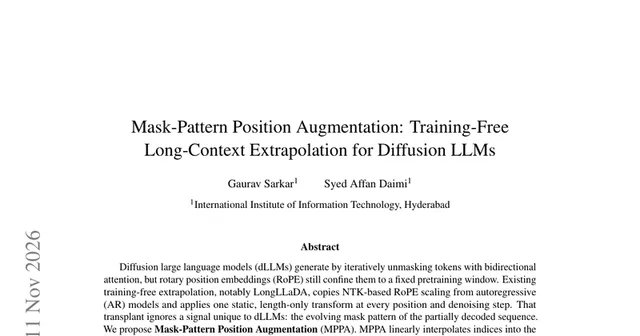 Mask-Pattern Position Augmentation: Training-Free
Long-Context Extrapolation for Diffusion LLMs
Gaurav Sarkar1 Syed Affan Daimi1
1International Institute of Information Technology, Hyderabad
11 Nov 2026
Abstract
Diffusion large language models (dLLMs) generate by iteratively unmasking tokens with bidirectional
attention, but rotary position embeddings (RoPE) still confine them to a fixed pretraining window. Existing
training-free extrapolation, notably LongLLaDA, copies NTK-based RoPE scaling from autoregressive
(AR) models and applies one static, length-only transform at every position and denoising step. That
transplant ignores a signal unique to dLLMs: the evolving mask pattern of the partially decoded sequence.
We propose Mask-Pattern Position Augmentation (MPPA). MPPA linearly interpolates indices into the